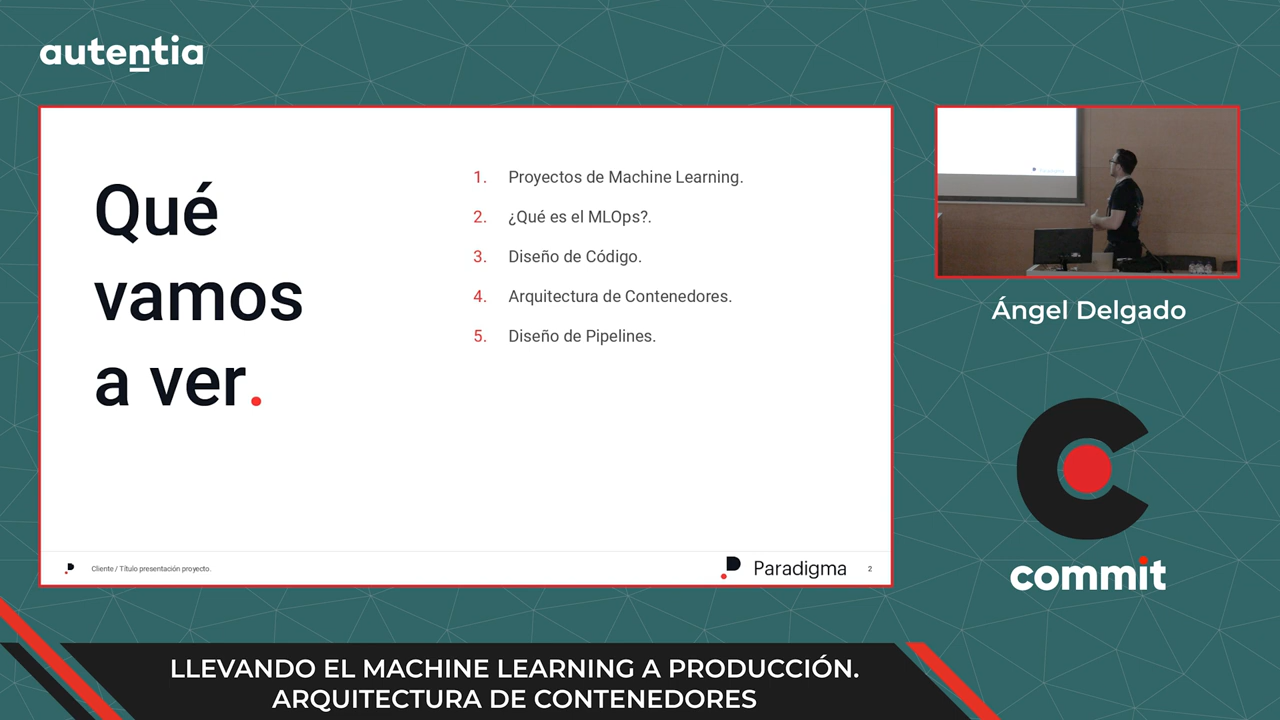 autentia
Qué
vamos
a ver.
1. Proyectos de Machine Learning.
2. ¿Qué es el MLOps?.
3. Diseño de Código.
4. Arquitectura de Contenedores.
5. Diseño de Pipelines.
Cliente / Título presentación proyecto.
Paradigma
2
Ángel Delgado
commit
LLEVANDO EL MACHINE LEARNING A PRODUCCIÓN.
ARQUITECTURA DE CONTENEDORES